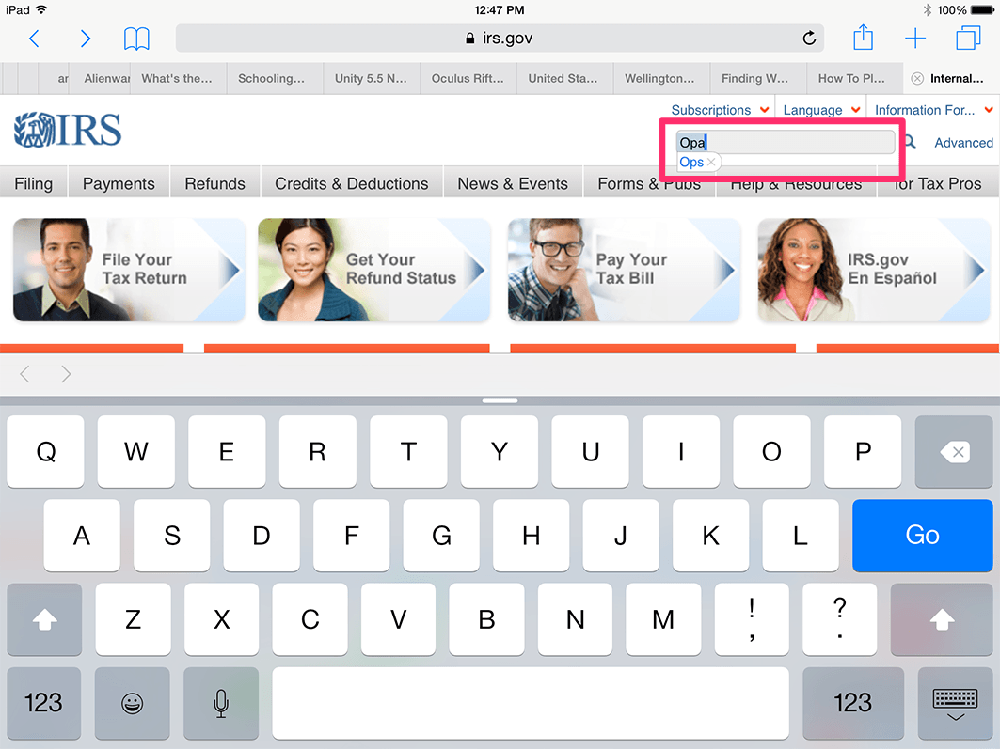 iPad 12:47 PM 100%
irs.gov
ar Alienwar What's the... Schooling... Unity 5.5 N... Oculus Rift... United Sta... Wellington... Finding W... How To Pl... Internal...
Subscriptions Language Information For...
IRS
Opa
Advanced
Ops
Filing Payments Refunds Credits & Deductions News & Events Forms & Pubs Help & Resources for Tax Pros
File Your
Tax Return
Get Your
Refund Status
Pay Your
Tax Bill
IRS.gov
En Español
Q W E R T Y U I O P
A S D F G H J K L Go
Z X C V B N M ! , ? .
123 123